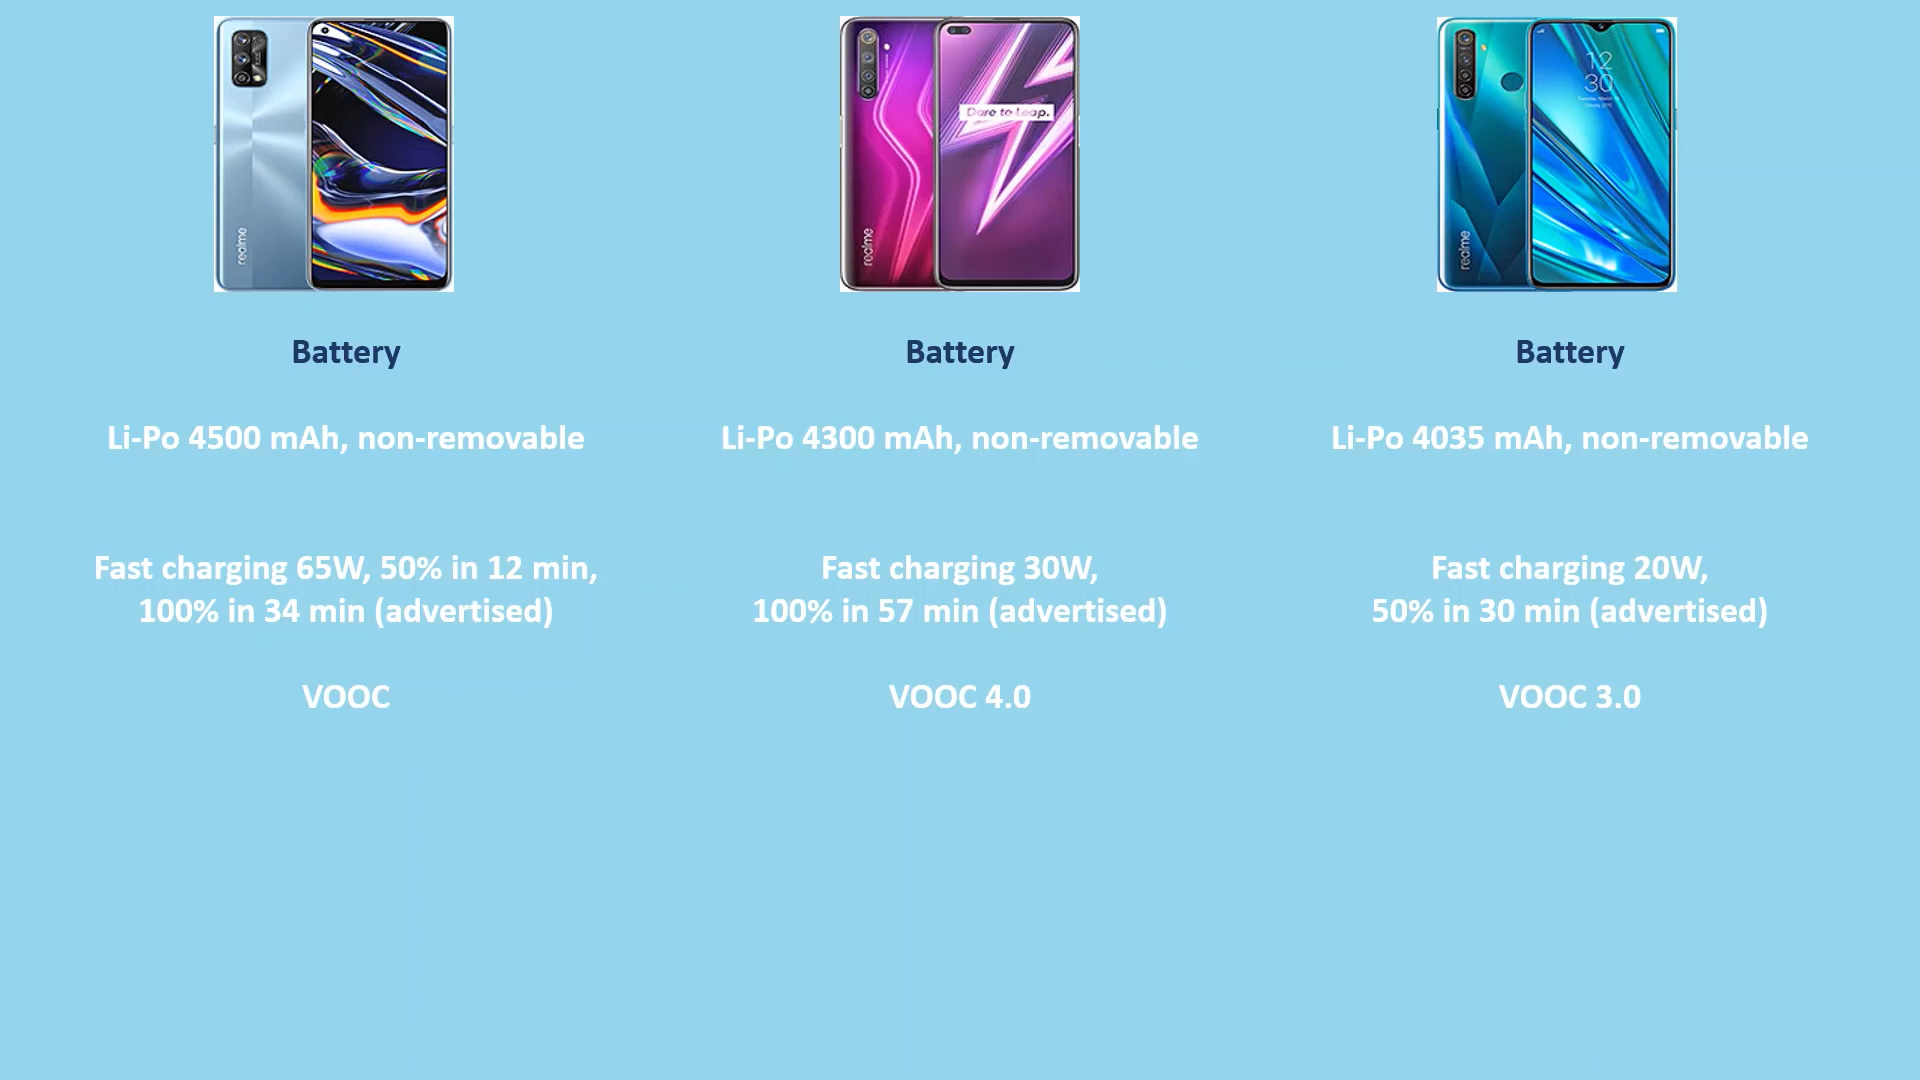 realme
Dare to Leap.
realme
12
30
realme
Battery
Li-Po 4500 mAh, non-removable
Fast charging 65W, 50% in 12 min,
100% in 34 min (advertised)
VOOC
Battery
Li-Po 4300 mAh, non-removable
Fast charging 30W,
100% in 57 min (advertised)
VOOC 4.0
Battery
Li-Po 4035 mAh, non-removable
Fast charging 20W,
50% in 30 min (advertised)
VOOC 3.0